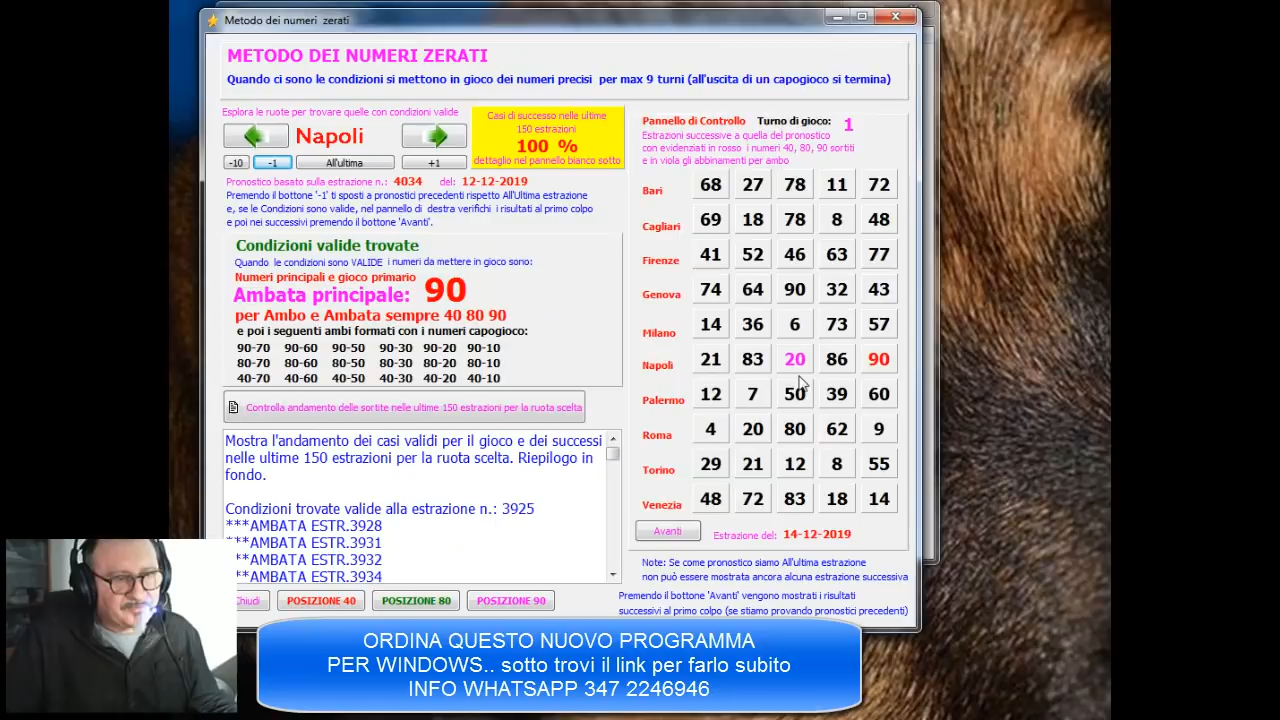 Metodo dei numeri  zerati
METODO DEI NUMERI ZERATI
Quando ci sono le condizioni si mettono in gioco dei numeri precisi  per max 9 turni (all'uscita di un capogioco si termina)
Esplora le ruote per trovare quelle con condizioni valide
Napoli
-10
-1
All'ultima
+1
Casi di successo nelle ultime
150 estrazioni
100 %
dettaglio nel pannello bianco sotto
Pronostico basato sulla estrazione n.: 4034 del: 12-12-2019
Premendo il bottone '-1' ti sposti a pronostici precedenti rispetto All'Ultima estrazione
e, se le Condizioni sono valide, nel pannello di destra verifichi i risultati al primo colpo
e poi nei successivi premendo il bottone 'Avanti'.
Condizioni valide trovate
Quando le condizioni sono VALIDE i numeri da mettere in gioco sono:
Numeri principali e gioco primario
Ambata principale: 90
per Ambo e Ambata sempre 40 80 90
e poi i seguenti ambi formati con i numeri capogioco:
90-70 90-60 90-50 90-30 90-20 90-10
80-70 80-60 80-50 80-30 80-20 80-10
40-70 40-60 40-50 40-30 40-20 40-10
Controlla andamento delle sortite nelle ultime 150 estrazioni per la ruota scelta
Mostra l'andamento dei casi validi per il gioco e dei successi
nelle ultime 150 estrazioni per la ruota scelta. Riepilogo in
fondo.
Condizioni trovate valide alla estrazione n.: 3925
***AMBATA ESTR.3928
***AMBATA ESTR.3931
***AMBATA ESTR.3932
***AMBATA ESTR.3934
Chiudi
POSIZIONE 40
POSIZIONE 80
POSIZIONE 90
Pannello di Controllo Turno di gioco: 1
Estrazioni successive a quella del pronostico
con evidenziati in rosso i numeri 40, 80, 90 sortiti
e in viola gli abbinamenti per ambo
Bari 68 27 78 11 72
Cagliari 69 18 78 8 48
Firenze 41 52 46 63 77
Genova 74 64 90 32 43
Milano 14 36 6 73 57
Napoli 21 83 20 86 90
Palermo 12 7 50 39 60
Roma 4 20 80 62 9
Torino 29 21 12 8 55
Venezia 48 72 83 18 14
Avanti
Estrazione del: 14-12-2019
Note: Se come pronostico siamo All'ultima estrazione
non può essere mostrata ancora alcuna estrazione successiva
Premendo il bottone 'Avanti' vengono mostrati i risultati
successivi al primo colpo (se stiamo provando pronostici precedenti)
ORDINA QUESTO NUOVO PROGRAMMA
PER WINDOWS.. sotto trovi il link per farlo subito
INFO WHATSAPP 347 2246946